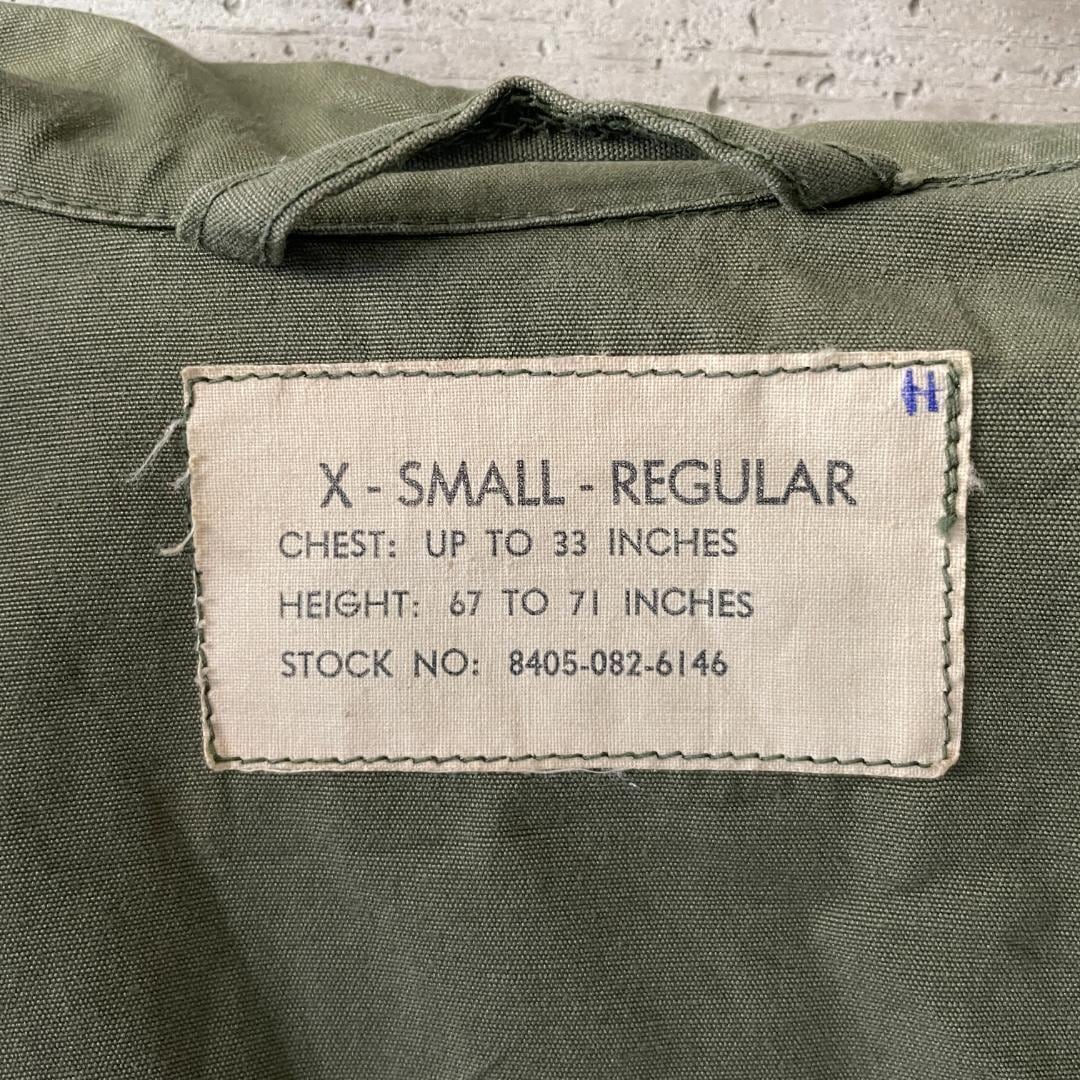 H
X - SMALL - REGULAR
CHEST: UP TO 33 INCHES
HEIGHT: 67 TO 71 INCHES
STOCK NO: 8405-082-6146